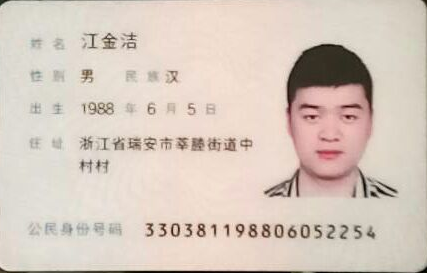 姓名 江金洁
性别 男 民族 汉
出生 1988 年 6 月 5 日
住址 浙江省瑞安市莘塍街道中
村村
公民身份号码 330381198806052254